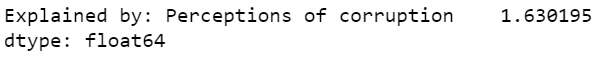 Explained by: Perceptions of corruption    1.630195
dtype: float64